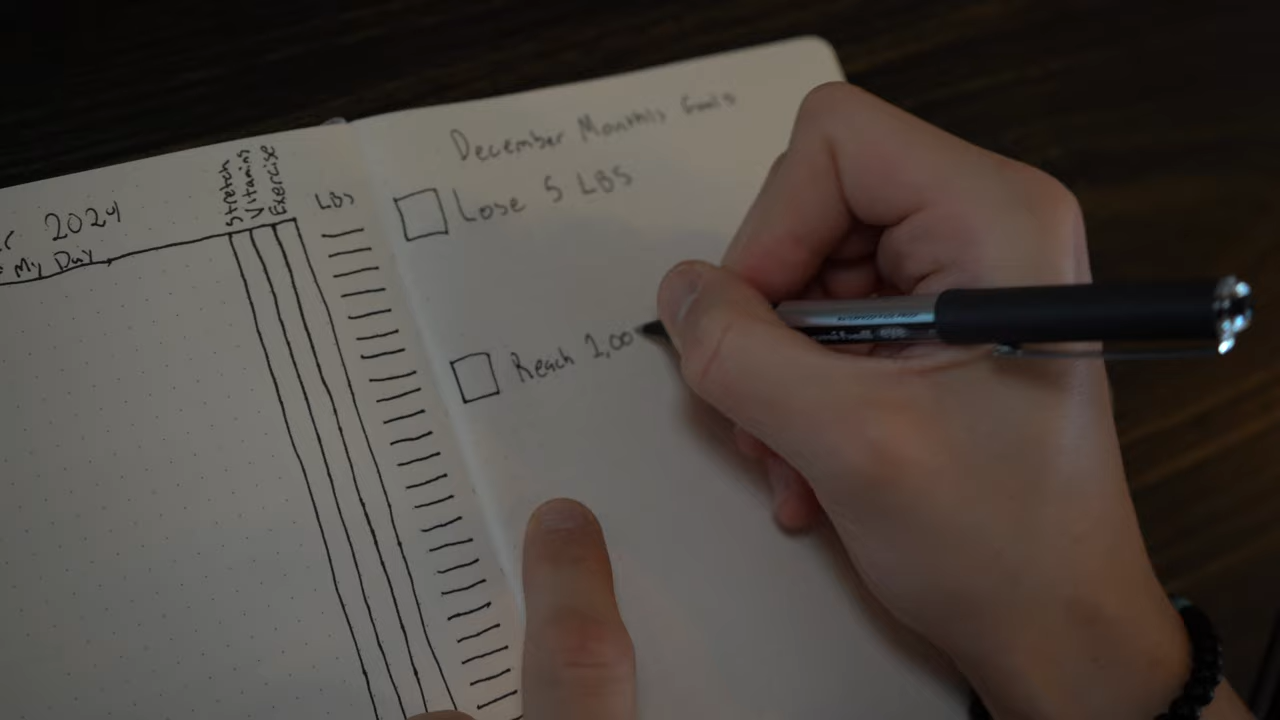 2024
My Day
Stretch
Vitamins
Exercise
LBS
December Monthly Goals
Lose 5 LBS
Reach 1,00